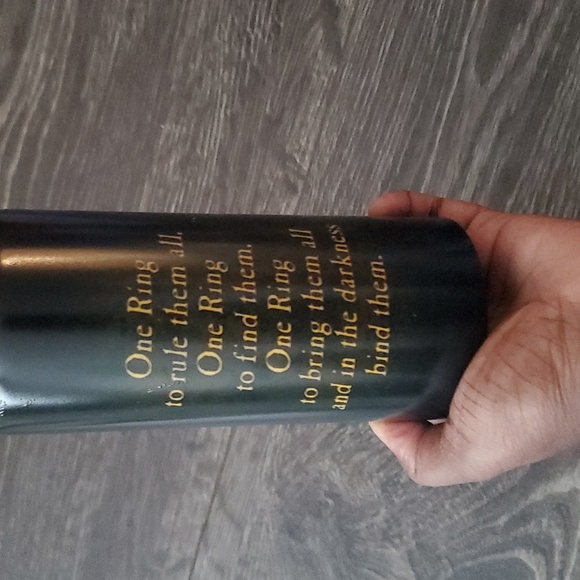 One Ring
to rule them all.
One Ring
to find them.
One Ring
to bring them all
and in the darkness
bind them.